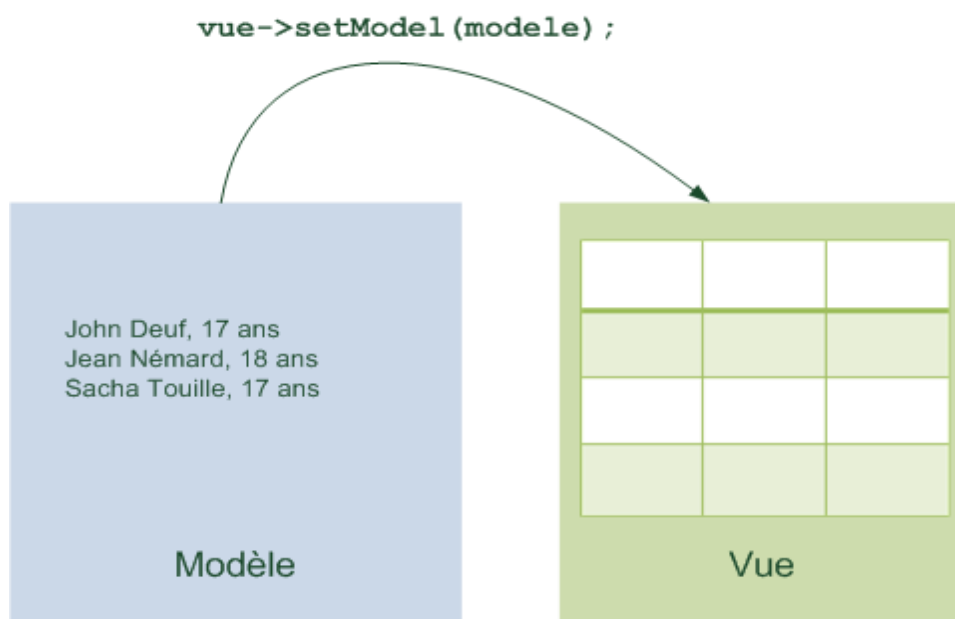 vue->setModel(modele);
John Deuf, 17 ans
Jean Némard, 18 ans
Sacha Touille, 17 ans
Modèle
Vue